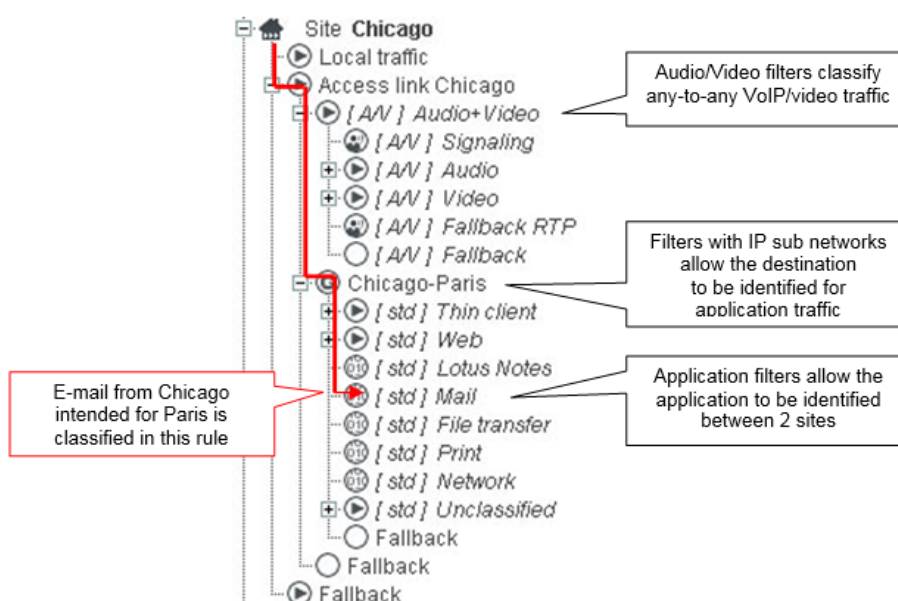 Site Chicago
Local traffic
Access link Chicago
[ A/V ] Audio+Video
[ A/V ] Signaling
[ A/V ] Audio
[ A/V ] Video
[ A/V ] Fallback RTP
[ A/V ] Fallback
Chicago-Paris
[ std ] Thin client
[ std ] Web
[ std ] Lotus Notes
[ std ] Mail
[ std ] File transfer
[ std ] Print
[ std ] Network
[ std ] Unclassified
Fallback
Fallback
Fallback
Audio/Video filters classify
any-to-any VoIP/video traffic
Filters with IP sub networks
allow the destination
to be identified for
application traffic
Application filters allow the
application to be identified
between 2 sites
E-mail from Chicago
intended for Paris is
classified in this rule